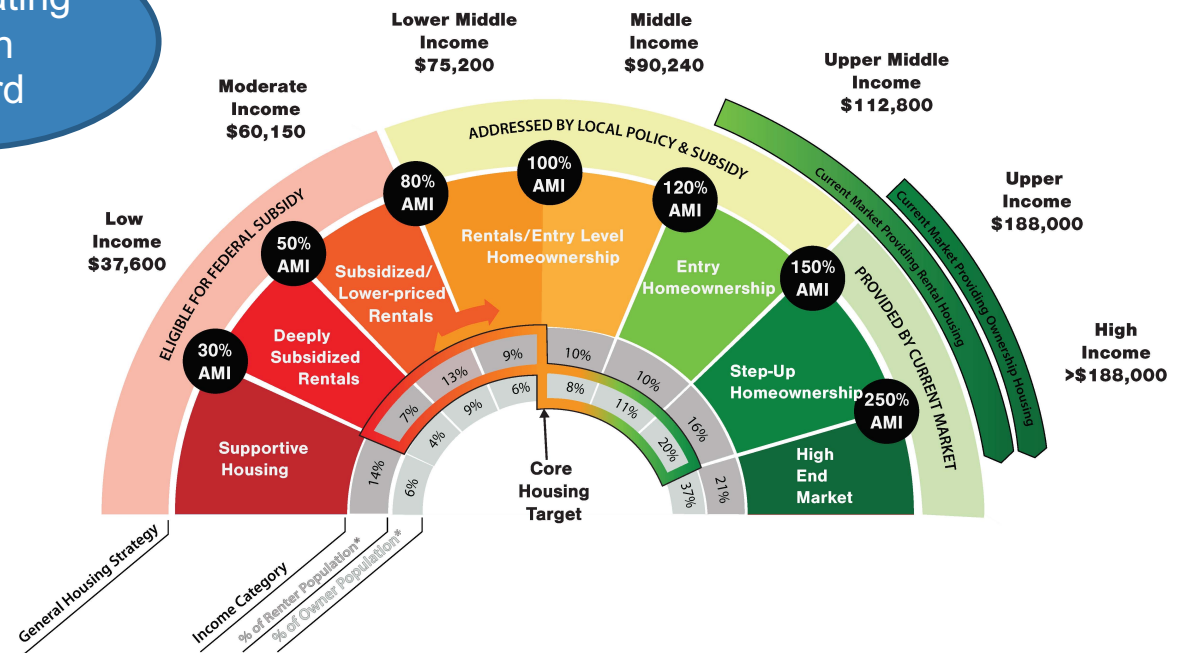 n
rd
Low
Income
$37,600
Moderate
Income
$60,150
Lower Middle
Income
$75,200
Middle
Income
$90,240
Upper Middle
Income
$112,800
Upper
Income
$188,000
High
Income
>$188,000
ELIGIBLE FOR FEDERAL SUBSIDY
ADDRESSED BY LOCAL POLICY & SUBSIDY
PROVIDED BY CURRENT MARKET
Current Market Providing Rental Housing
Current Market Providing Ownership Housing
30%
AMI
50%
AMI
80%
AMI
100%
AMI
120%
AMI
150%
AMI
250%
AMI
Supportive
Housing
Deeply
Subsidized
Rentals
Subsidized/
Lower-priced
Rentals
Rentals/Entry Level
Homeownership
Entry
Homeownership
Step-Up
Homeownership
High
End
Market
14%
7%
13%
9%
10%
10%
16%
21%
6%
4%
9%
6%
8%
11%
20%
37%
Core
Housing
Target
General Housing Strategy
Income Category
% of Renter Population*
% of Owner Population*